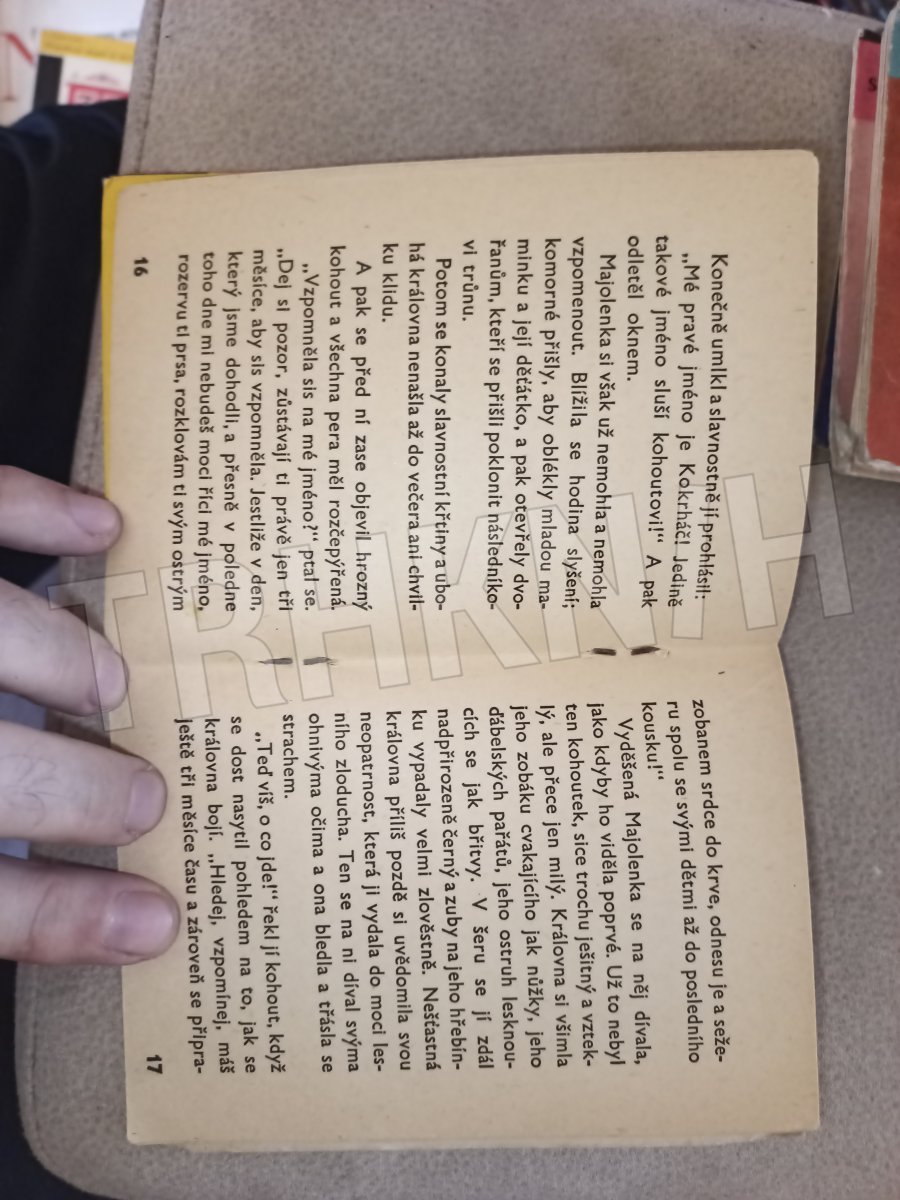 Konečně umlkl a slavnostně jí prohlásil:
„Mé pravé jméno je Kokrháč! Jedině
takové jméno sluší kohoutovi!“ A pak
odletěl oknem.
Majolenka si však už nemohla a nemohla
vzpomenout. Blížila se hodina slyšení;
komorné přišly, aby oblékly mladou ma-
minku a její děťátko, a pak otevřely dvo-
řanům, kteří se přišli poklonit následníko-
vi trůnu.
Potom se konaly slavnostní křtiny a ubo-
há královna nenašla až do večera ani chvil-
ku klidu.
A pak se před ní zase objevil hrozný
kohout a všechna pera měl rozčepýřená.
„Vzpomněla sis na mé jméno?“ ptal se.
„Dej si pozor, zůstávají ti právě jen tři
měsíce, aby sis vzpomněla. Jestliže v den,
který jsme dohodli, a přesně v poledne
toho dne mi nebudeš moci říci mé jméno,
rozervu ti prsa, rozklovám ti svým ostrým
16
zobanem srdce do krve, odnesu je a seže-
ru spolu se svými dětmi až do posledního
kousku!“
Vyděšená Majolenka se na něj dívala,
jako kdyby ho viděla poprvé. Už to nebyl
ten kohoutek, sice trochu ješitný a vztek-
lý, ale přece jen milý. Královna si všimla
jeho zobáku cvakajícího jak nůžky, jeho
ďábelských pařátů, jeho ostruh lesknou-
cích se jak břitvy. V šeru se jí zdál
nadpřirozeně černý a zuby na jeho hřebín-
ku vypadaly velmi zlověstně. Nešťastná
královna příliš pozdě si uvědomila svou
neopatrnost, která ji vydala do moci les-
ního zloducha. Ten se na ni díval svýma
ohnivýma očima a ona bledla a třásla se
strachem.
„Teď víš, o co jde!“ řekl jí kohout, když
se dost nasytil pohledem na to, jak se
královna bojí. „Hledej, vzpomínej, máš
ještě tři měsíce času a zároveň se připra-
17
TRHKNIH